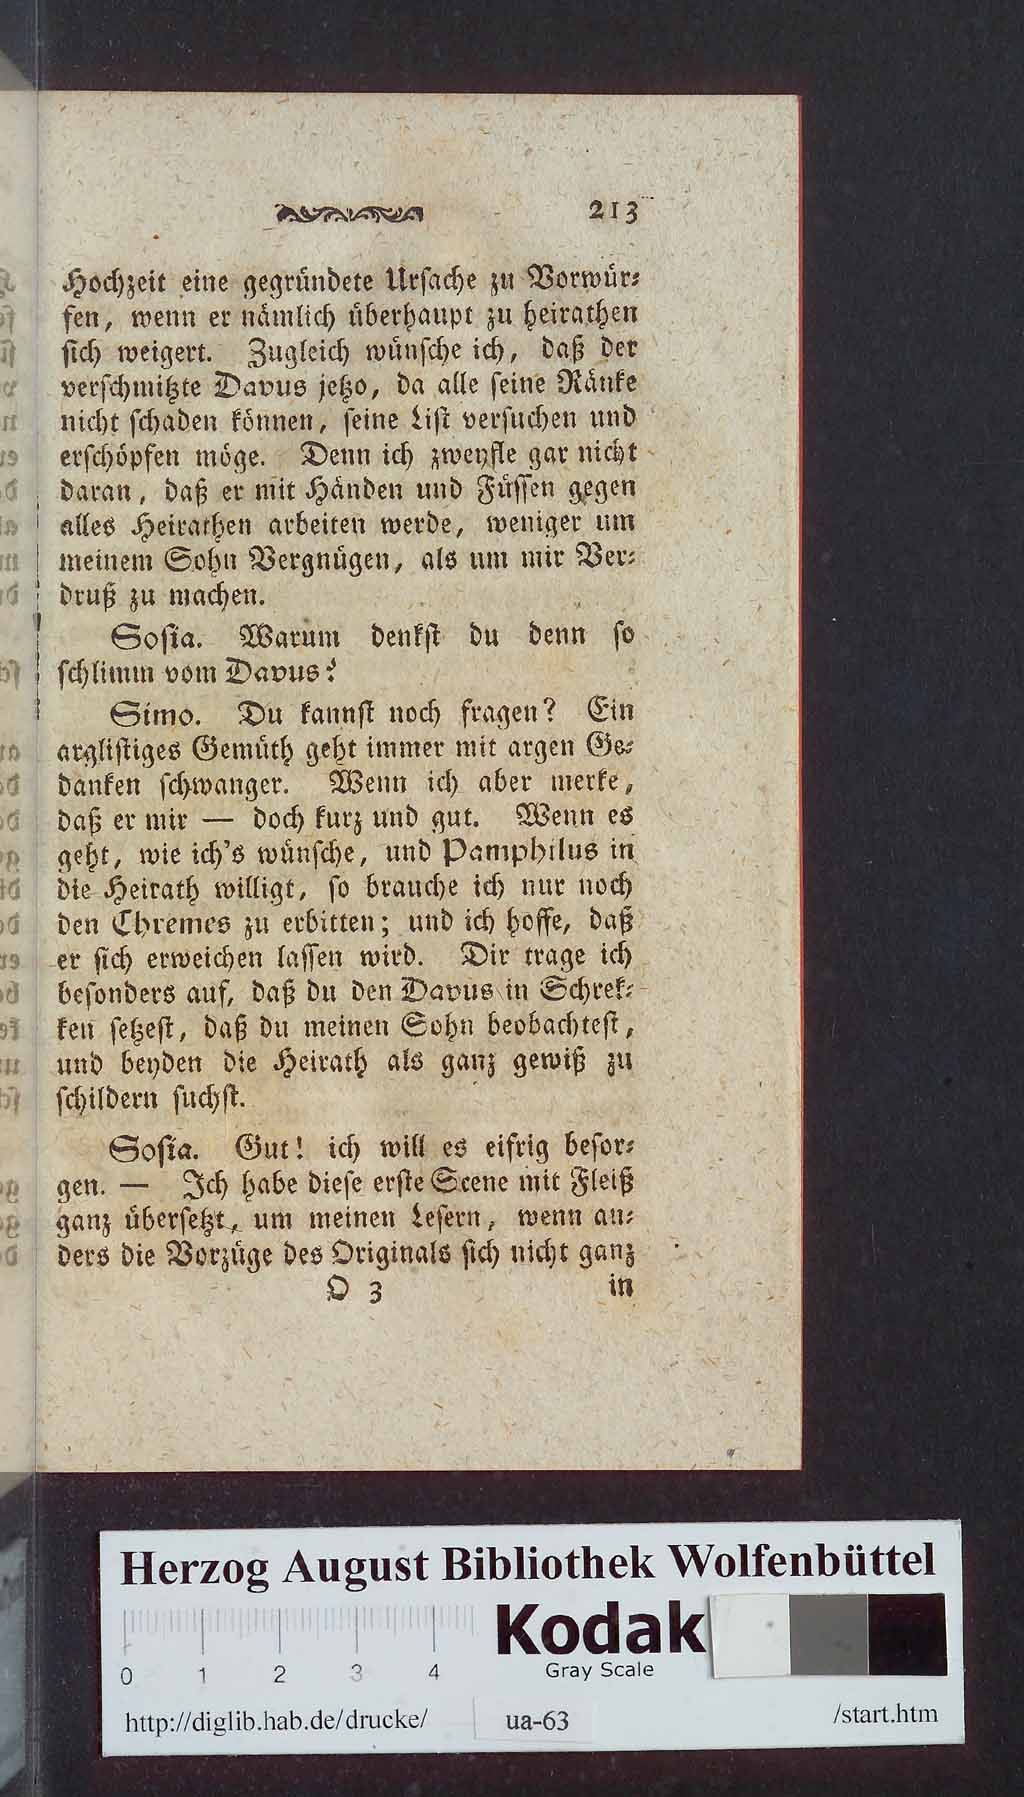 213
Hochzeit eine gegründete Ursache zu Vorwür⸗
fen, wenn er nämlich überhaupt zu heirathen
sich weigert. Zugleich wünsche ich, daß der
verschmitzte Davus jetzo, da alle seine Ränke
nicht schaden können, seine List versuchen und
erschöpfen möge. Denn ich zweyfle gar nicht
daran, daß er mit Händen und Füssen gegen
alles Heirathen arbeiten werde, weniger um
meinem Sohn Vergnügen, als um mir Ver⸗
druß zu machen.
Sosia. Warum denkst du denn so
schlimm vom Davus?
Simo. Du kannst noch fragen? Ein
arglistiges Gemüth geht immer mit argen Ge⸗
danken schwanger. Wenn ich aber merke,
daß er mir — doch kurz und gut. Wenn es
geht, wie ich's wünsche, und Pamphilus in
die Heirath willigt, so brauche ich nur noch
den Chremes zu erbitten; und ich hoffe, daß
er sich erweichen lassen wird. Dir trage ich
besonders auf, daß du den Davus in Schrek⸗
ken setzest, daß du meinen Sohn beobachtest,
und beyden die Heirath als ganz gewiß zu
schildern suchst.
Sosia. Gut! ich will es eifrig besor⸗
gen. — Ich habe diese erste Scene mit Fleiß
ganz übersetzt, um meinen Lesern, wenn an⸗
ders die Vorzüge des Originals sich nicht ganz
O 3 in
Herzog August Bibliothek Wolfenbüttel
Kodak
Gray Scale
0 1 2 3 4
http://diglib.hab.de/drucke/ ua-63 /start.htm